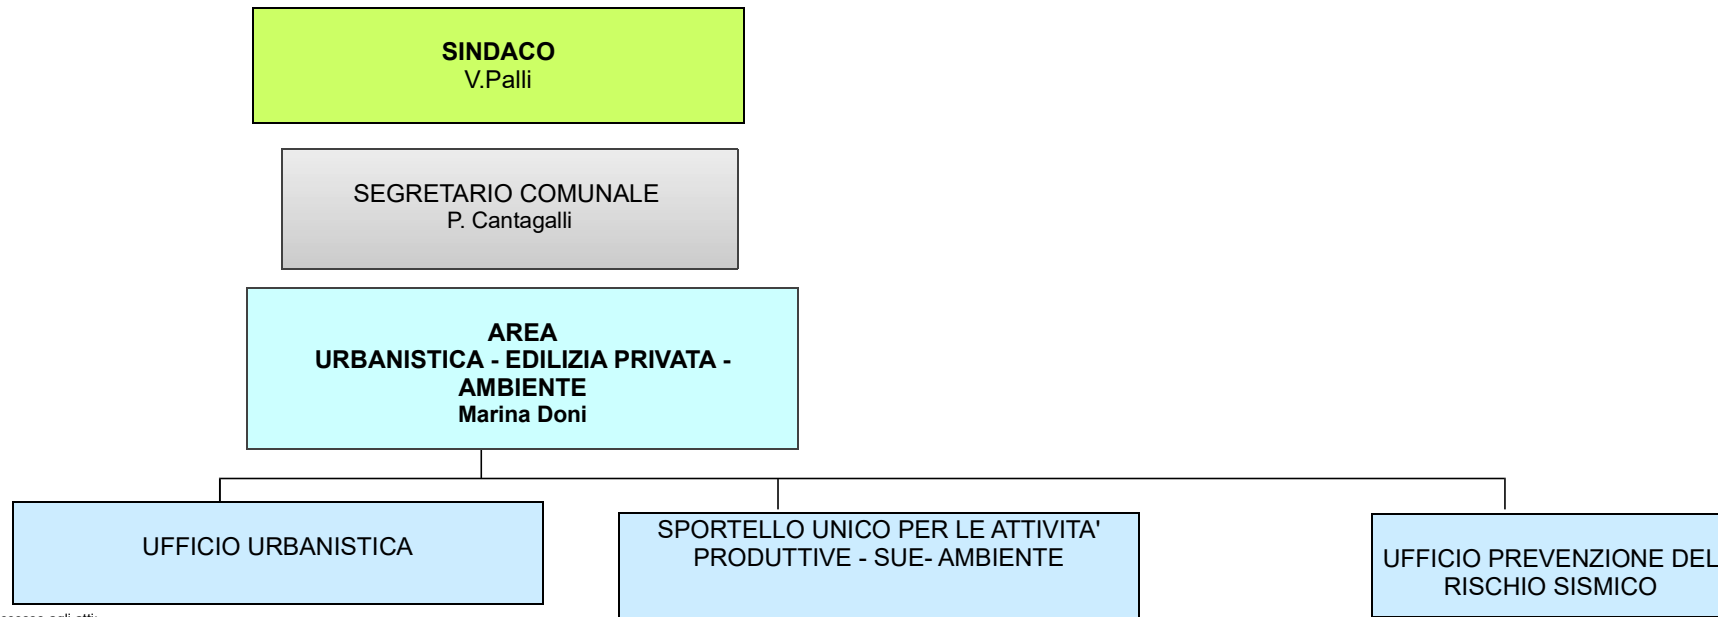 SINDACO
V.Palli
SEGRETARIO COMUNALE
P. Cantagalli
AREA
URBANISTICA - EDILIZIA PRIVATA -
AMBIENTE
Marina Doni
UFFICIO URBANISTICA
SPORTELLO UNICO PER LE ATTIVITA'
PRODUTTIVE - SUE- AMBIENTE
UFFICIO PREVENZIONE DEL
RISCHIO SISMICO